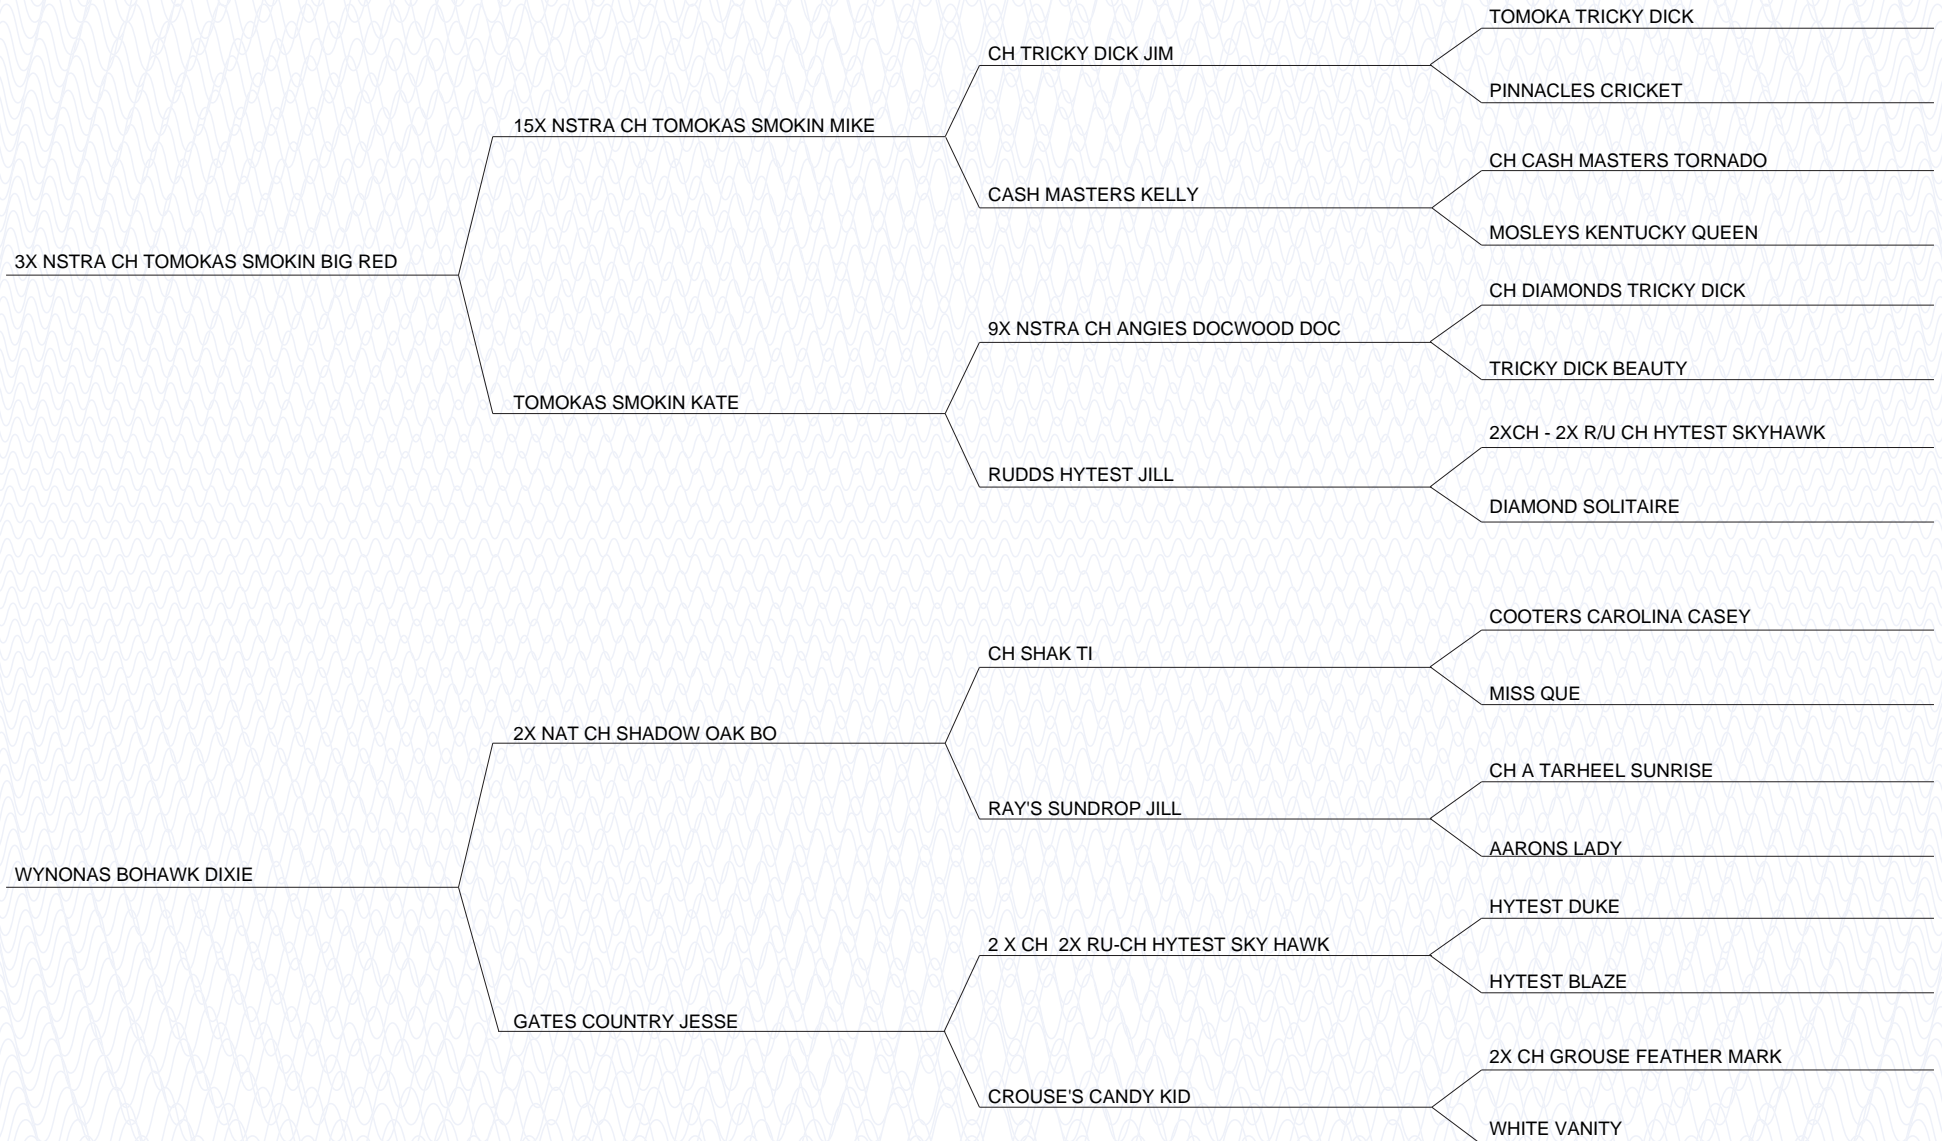 TOMOKA TRICKY DICK
CH TRICKY DICK JIM
PINNACLES CRICKET
15X NSTRA CH TOMOKAS SMOKIN MIKE
CH CASH MASTERS TORNADO
CASH MASTERS KELLY
MOSLEYS KENTUCKY QUEEN
3X NSTRA CH TOMOKAS SMOKIN BIG RED
CH DIAMONDS TRICKY DICK
9X NSTRA CH ANGIES DOCWOOD DOC
TRICKY DICK BEAUTY
TOMOKAS SMOKIN KATE
2XCH - 2X R/U CH HYTEST SKYHAWK
RUDDS HYTEST JILL
DIAMOND SOLITAIRE
COOTERS CAROLINA CASEY
CH SHAK TI
MISS QUE
2X NAT CH SHADOW OAK BO
CH A TARHEEL SUNRISE
RAY'S SUNDROP JILL
AARONS LADY
WYNONAS BOHAWK DIXIE
HYTEST DUKE
2 X CH  2X RU-CH HYTEST SKY HAWK
HYTEST BLAZE
GATES COUNTRY JESSE
2X CH GROUSE FEATHER MARK
CROUSE'S CANDY KID
WHITE VANITY